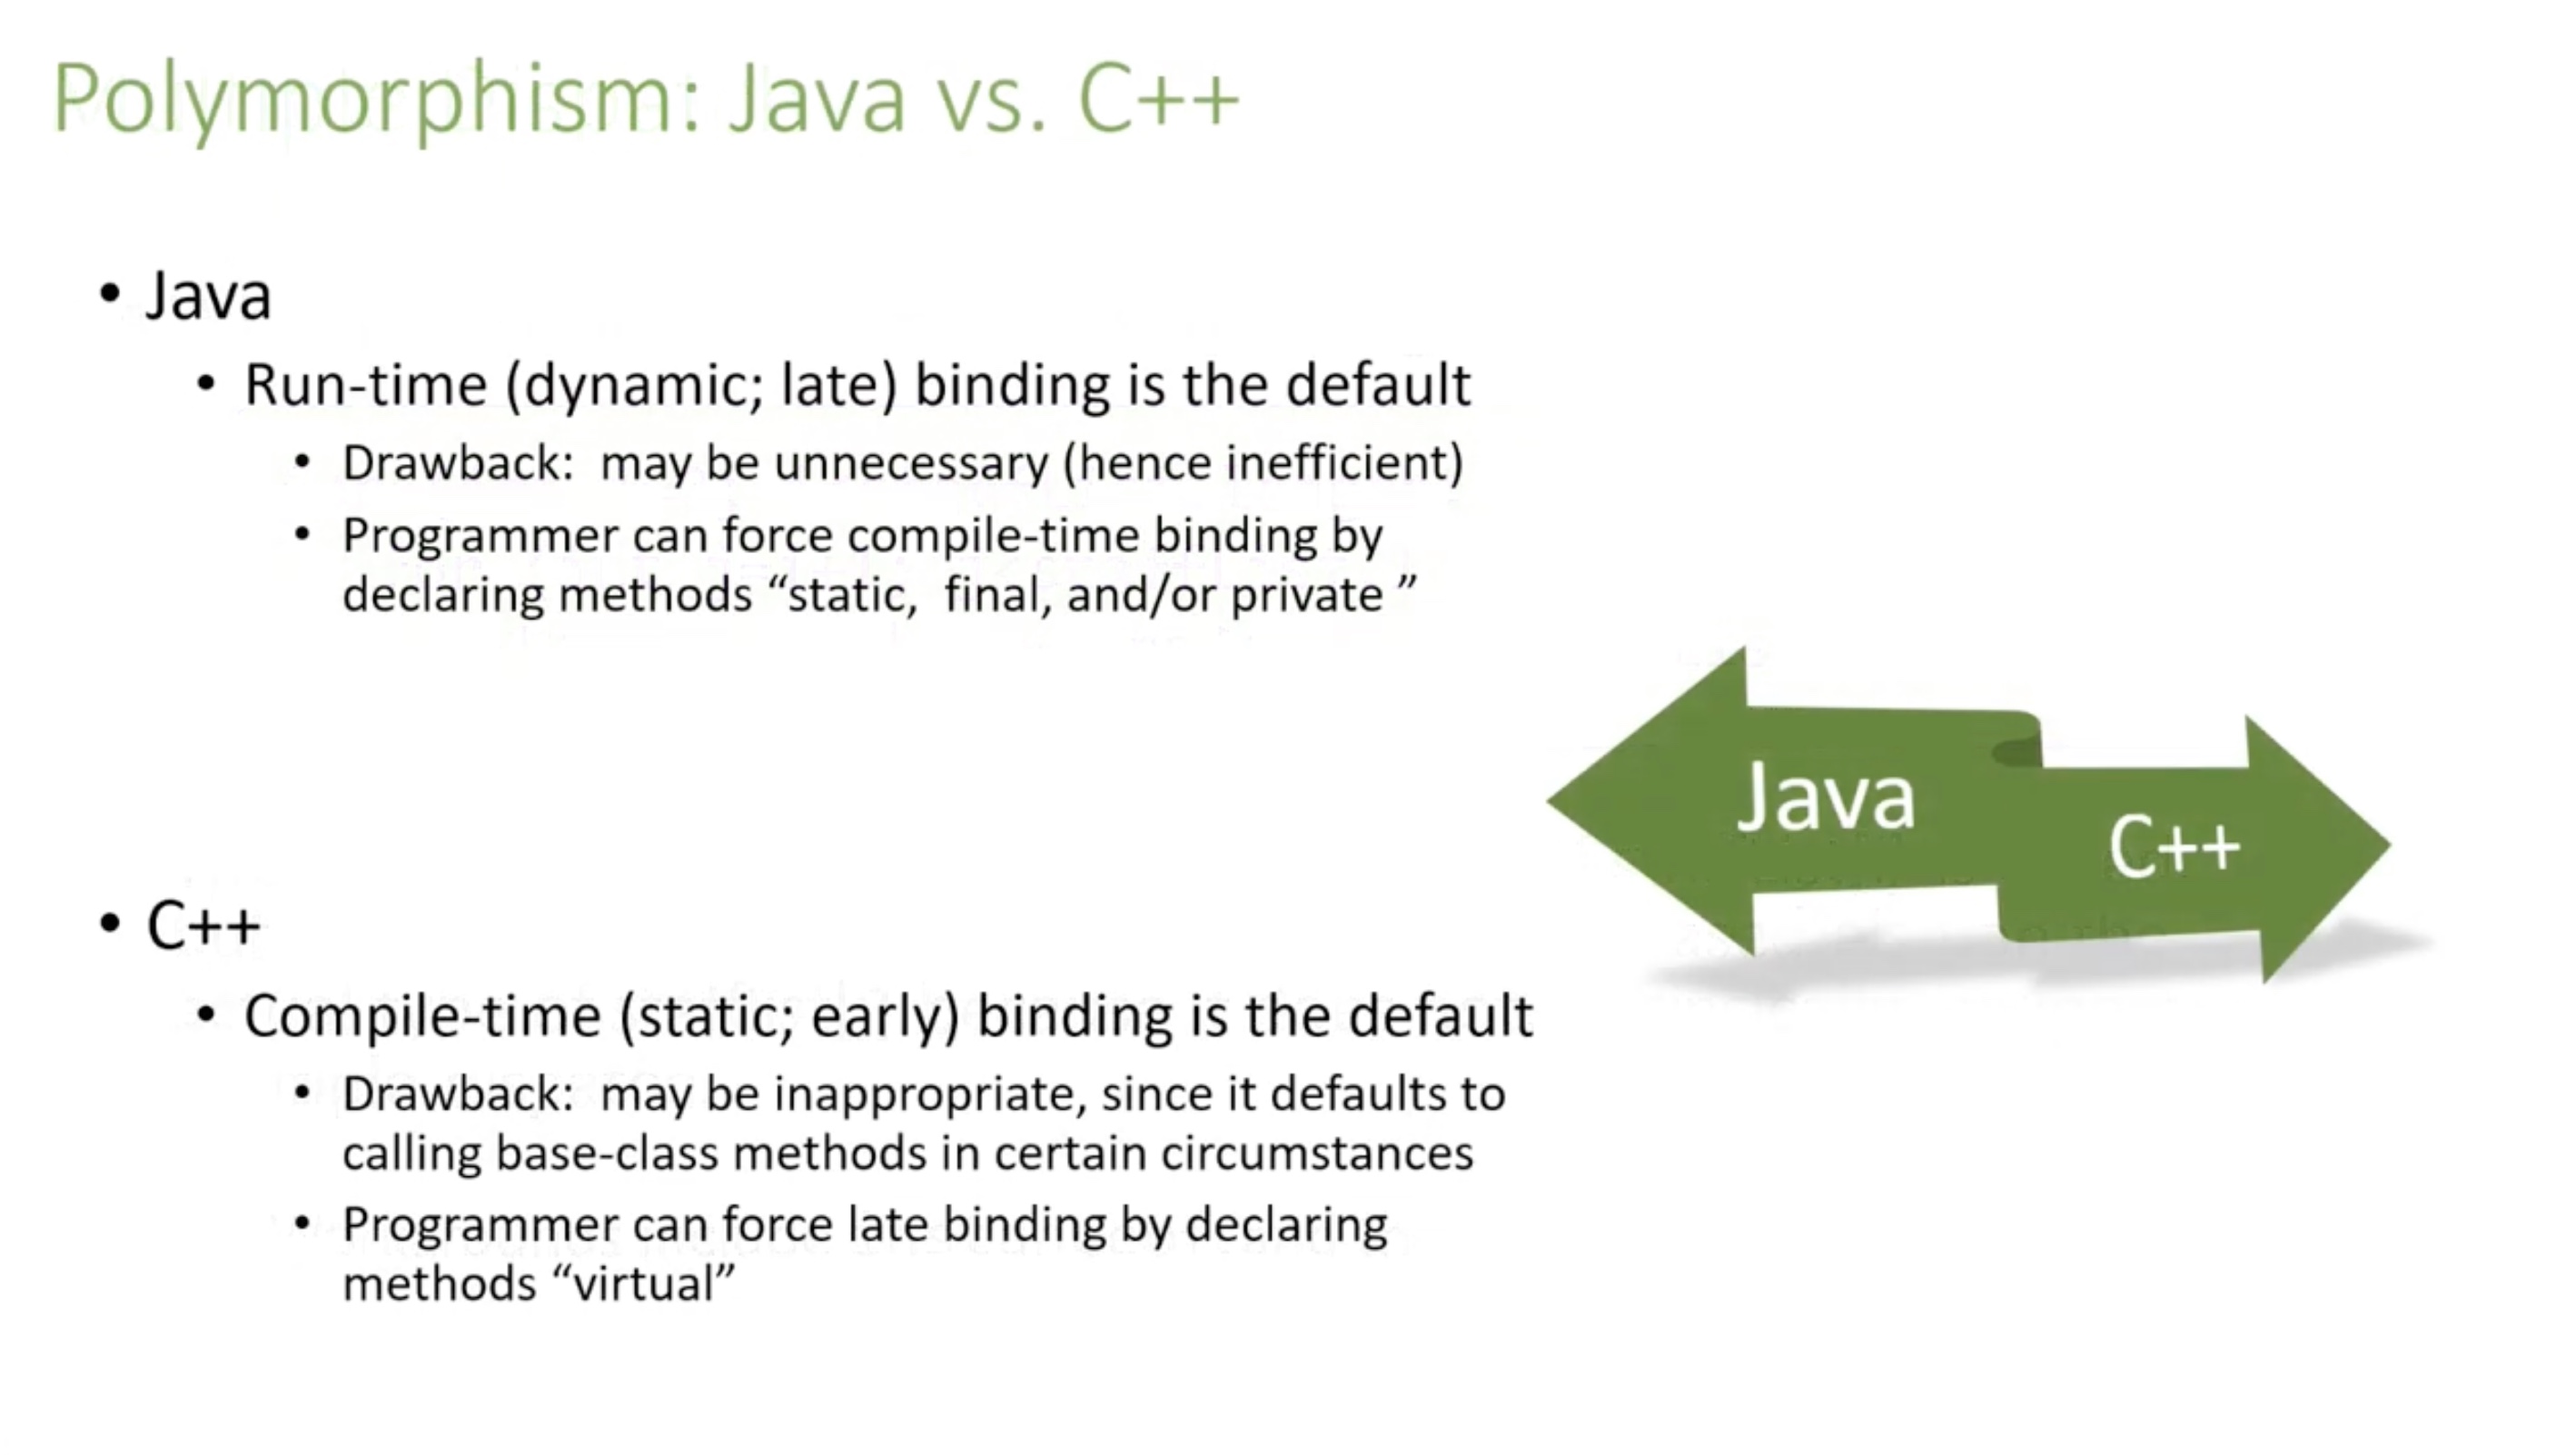 Polymorphism: Java vs. C++
• Java
• Run-time (dynamic; late) binding is the default
• Drawback:  may be unnecessary (hence inefficient)
• Programmer can force compile-time binding by
declaring methods “static,  final, and/or private ”
Java
C++
• C++
• Compile-time (static; early) binding is the default
• Drawback:  may be inappropriate, since it defaults to
calling base-class methods in certain circumstances
• Programmer can force late binding by declaring
methods “virtual”